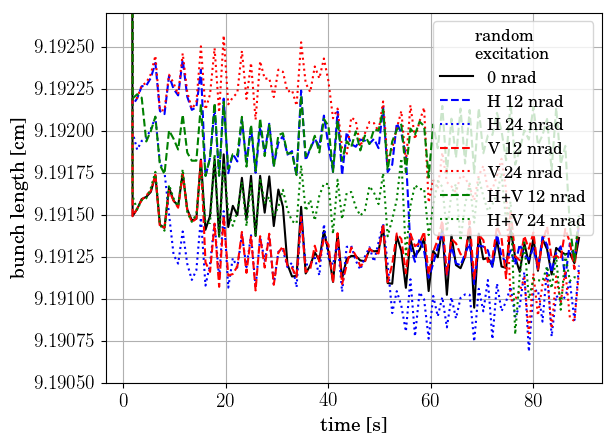 9.19250
9.19225
9.19200
9.19175
9.19150
9.19125
9.19100
9.19075
9.19050
bunch length [cm]
0 20 40 60 80
time [s]
random
excitation
0 nrad
H 12 nrad
H 24 nrad
V 12 nrad
V 24 nrad
H+V 12 nrad
H+V 24 nrad